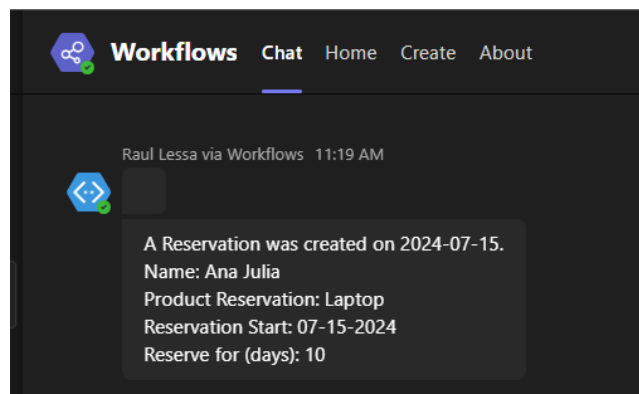 Workflows Chat Home Create About
Raul Lessa via Workflows 11:19 AM
A Reservation was created on 2024-07-15.
Name: Ana Julia
Product Reservation: Laptop
Reservation Start: 07-15-2024
Reserve for (days): 10